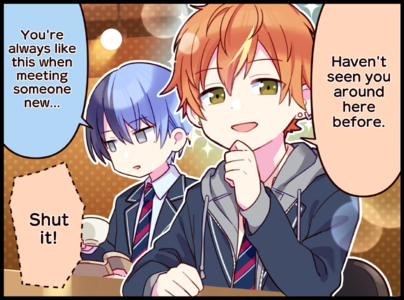 Haven't
seen you
around
here
before.
You're
always like
this when
meeting
someone
new...
Shut
it!